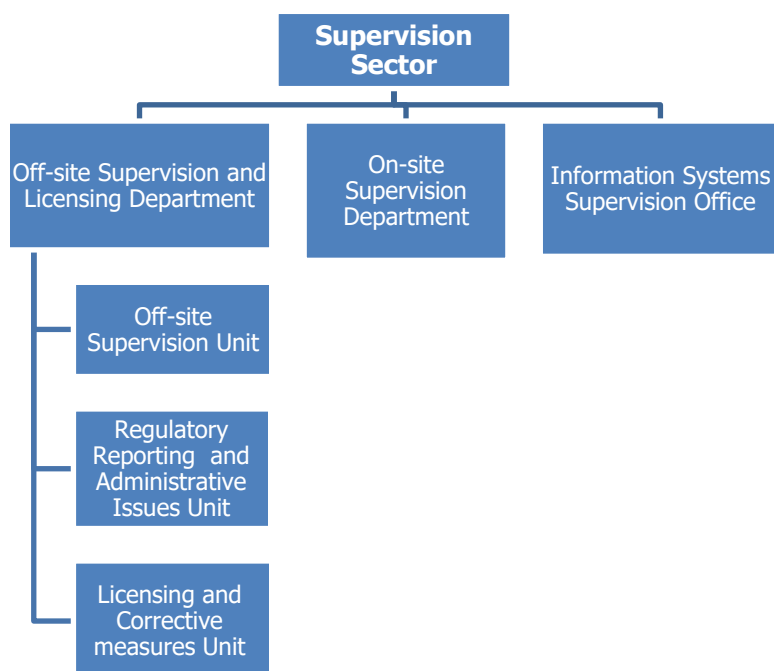 Supervision
Sector
Off-site Supervision and
Licensing Department
On-site
Supervision
Department
Information Systems
Supervision Office
Off-site
Supervision Unit
Regulatory
Reporting and
Administrative
Issues Unit
Licensing and
Corrective
measures Unit